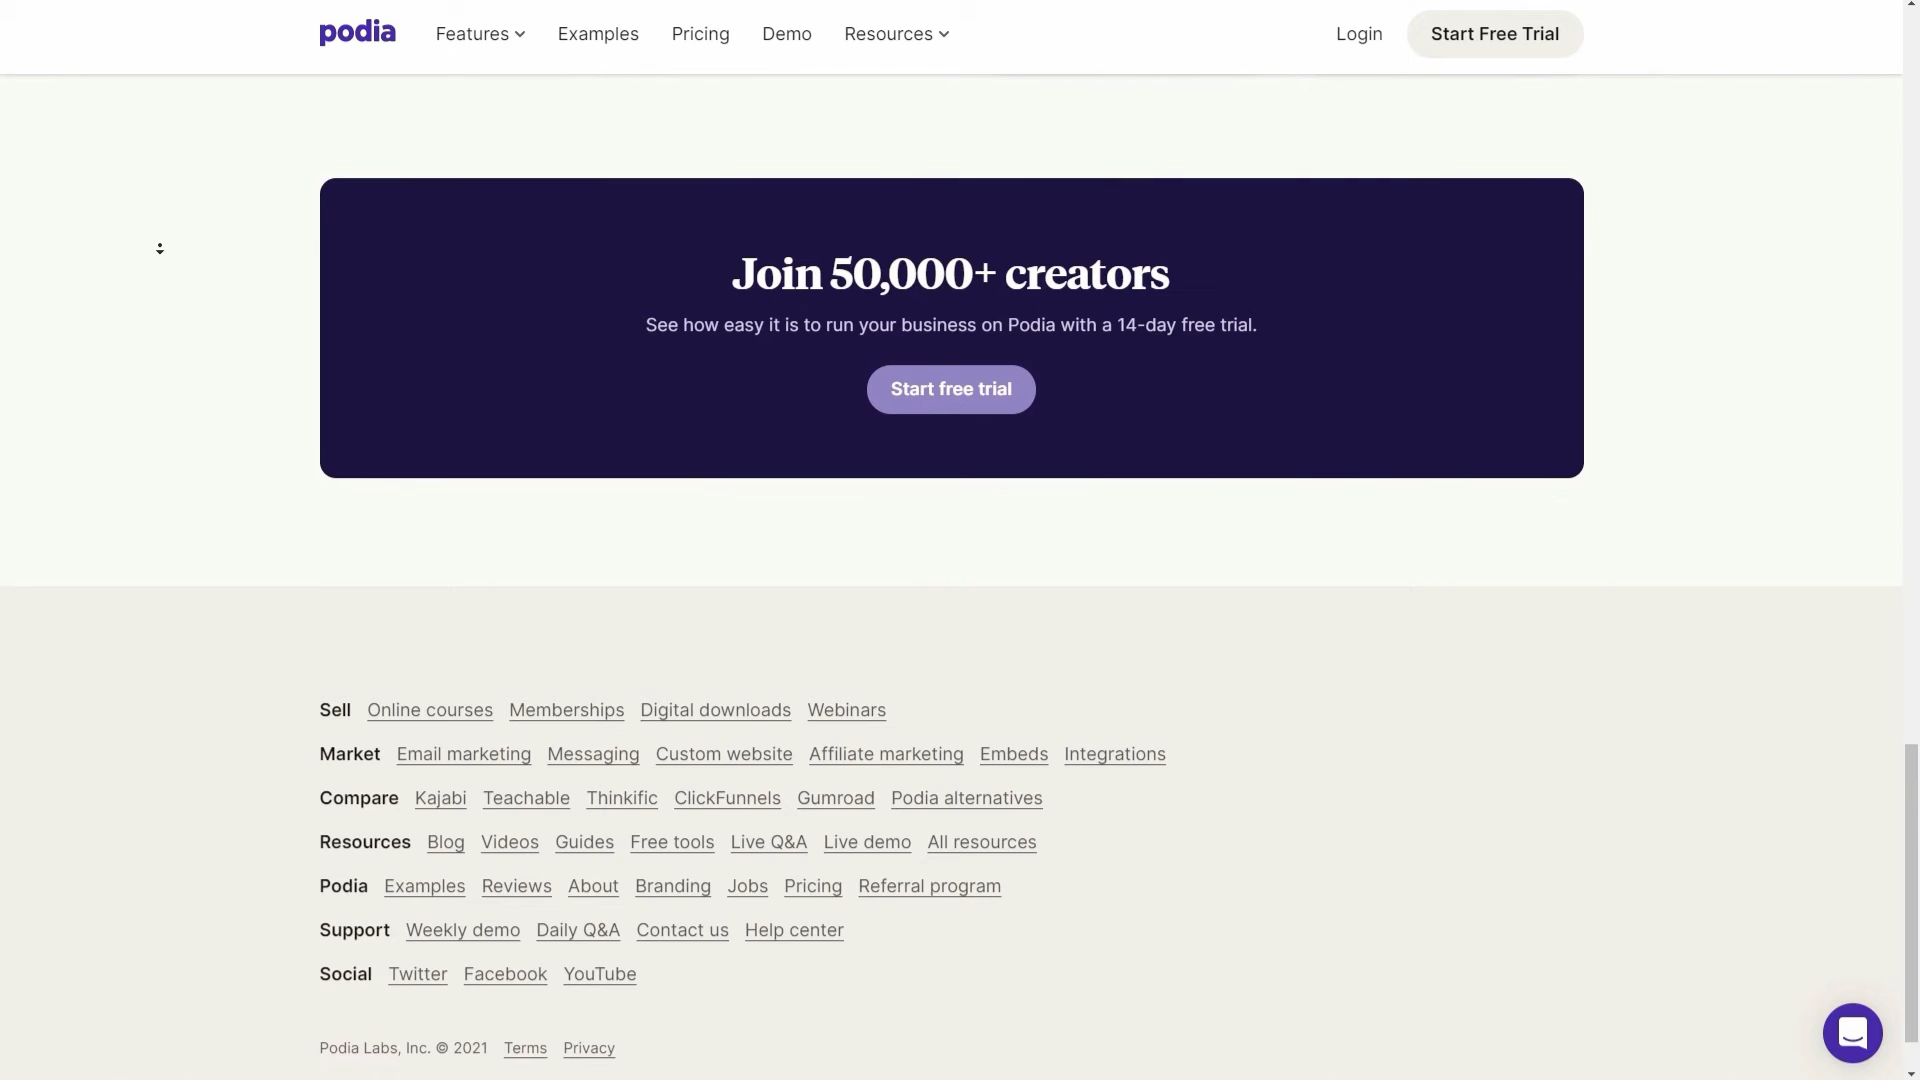 podia Features Examples Pricing Demo Resources Login Start Free Trial
Join 50,000+ creators
See how easy it is to run your business on Podia with a 14-day free trial.
Start free trial
Sell Online courses Memberships Digital downloads Webinars
Market Email marketing Messaging Custom website Affiliate marketing Embeds Integrations
Compare Kajabi Teachable Thinkific ClickFunnels Gumroad Podia alternatives
Resources Blog Videos Guides Free tools Live Q&A Live demo All resources
Podia Examples Reviews About Branding Jobs Pricing Referral program
Support Weekly demo Daily Q&A Contact us Help center
Social Twitter Facebook YouTube
Podia Labs, Inc. © 2021 Terms Privacy